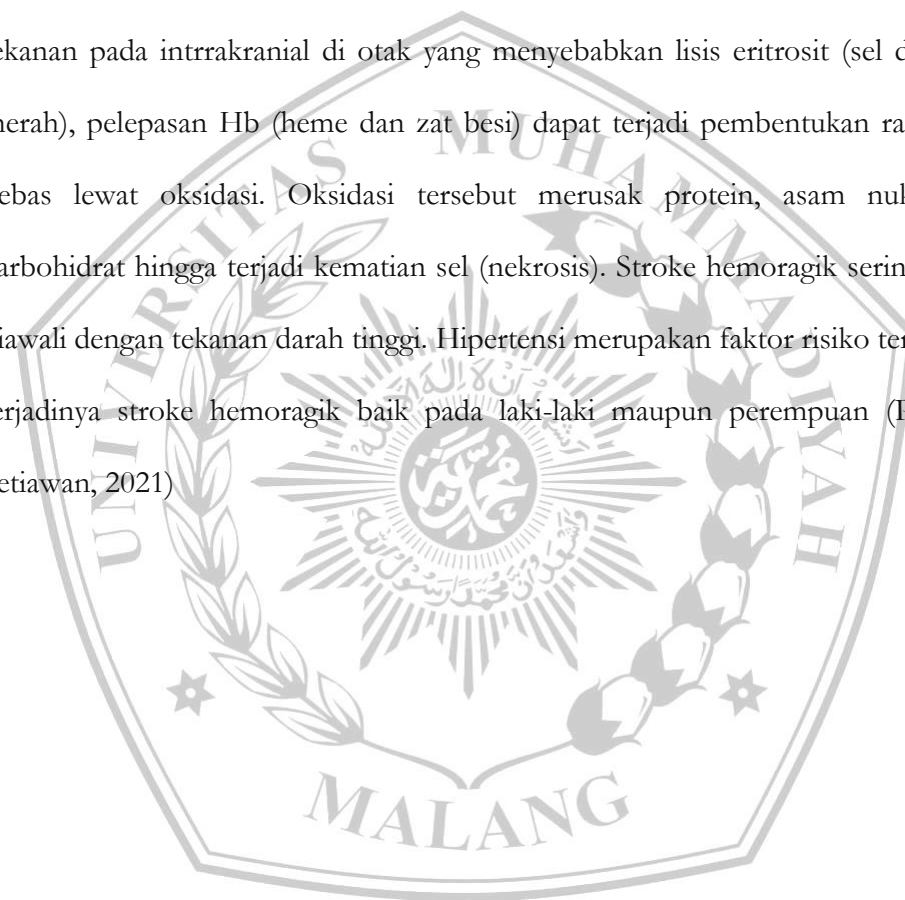 ekanan pada intrrakranial di otak yang menyebabkan lisis eritrosit (sel d
nerah), pelepasan Hb (heme dan zat besi) dapat terjadi pembentukan ra
ebas lewat oksidasi. Oksidasi tersebut merusak protein, asam nuk
arbohidrat hingga terjadi kematian sel (nekrosis). Stroke hemoragik serin
iawali dengan tekanan darah tinggi. Hipertensi merupakan faktor risiko ter
erjadinya stroke hemoragik baik pada laki-laki maupun perempuan
etiawan, 2021)
UNIVERSITAS MUHAMMADIYAH
MALANG